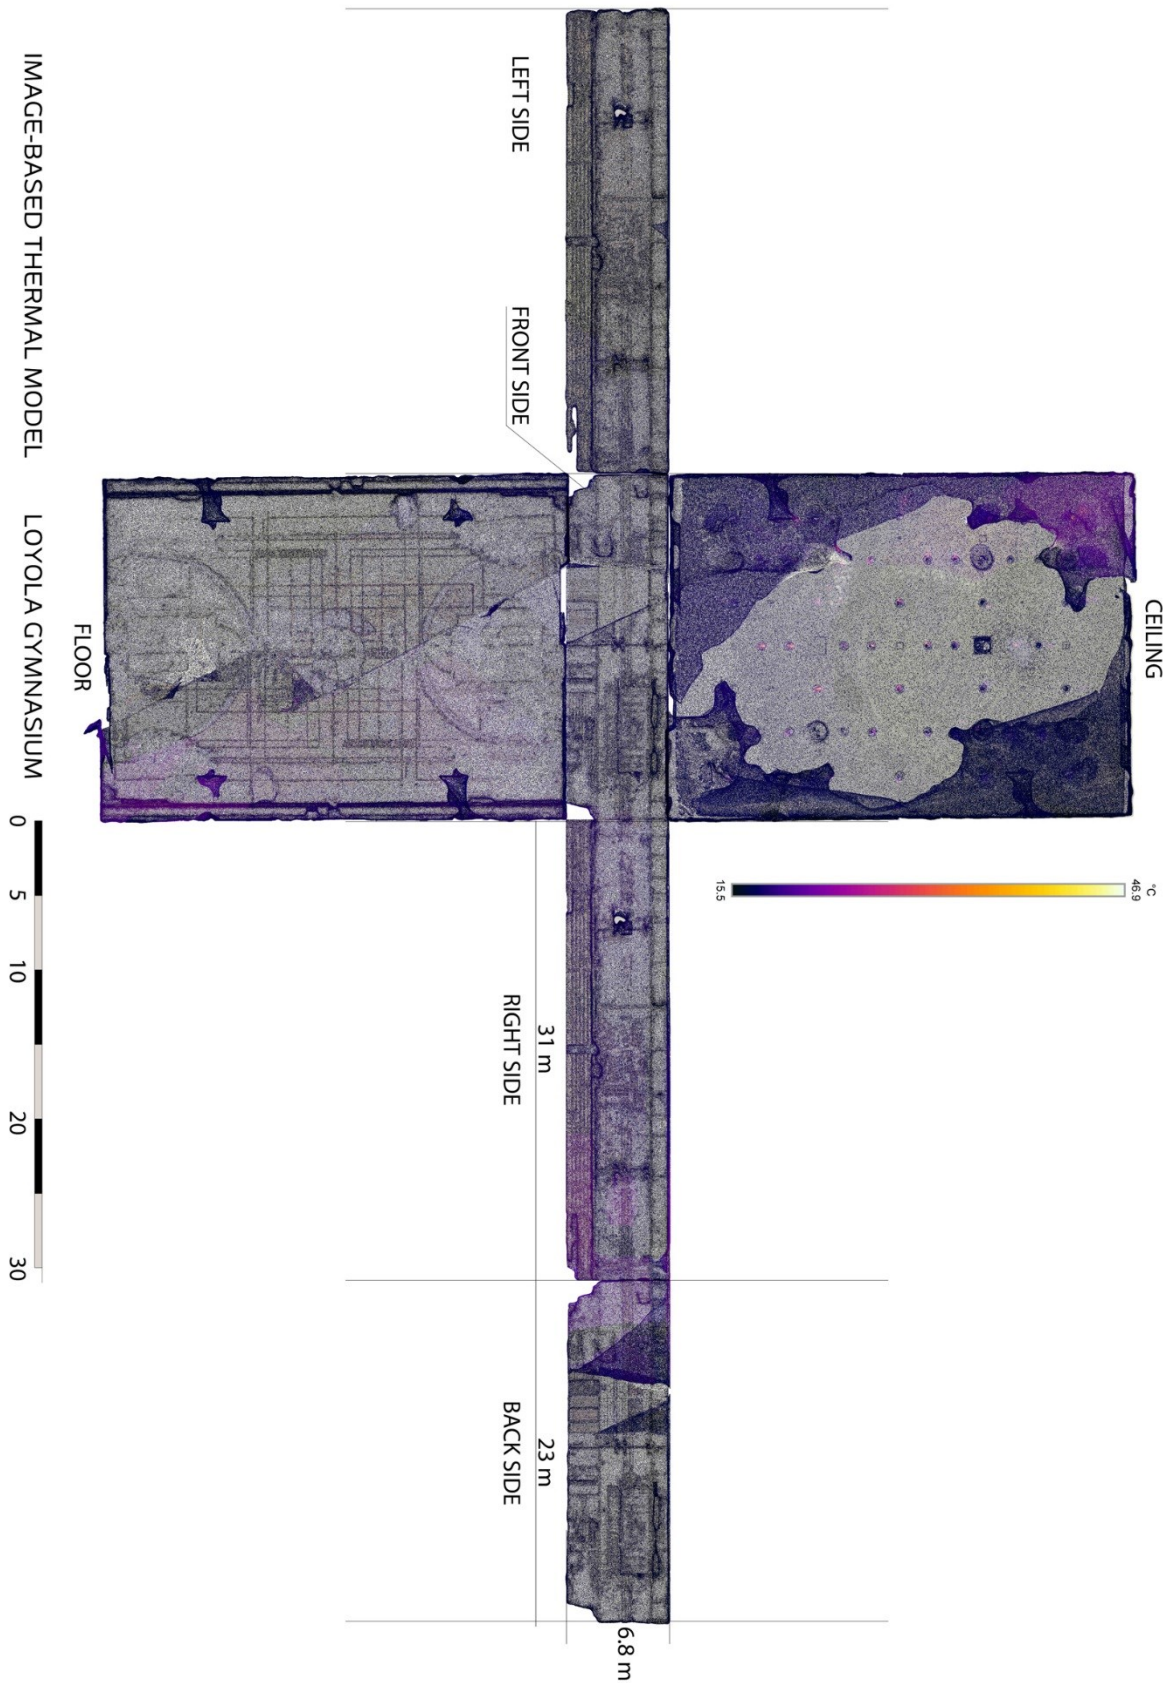 CEILING
46.9
°C
15.5
LEFT SIDE
FRONT SIDE
RIGHT SIDE
31 m
BACK SIDE
23 m
6.8 m
FLOOR
IMAGE-BASED THERMAL MODEL LOYOLA GYMNASIUM
0 5 10 20 30